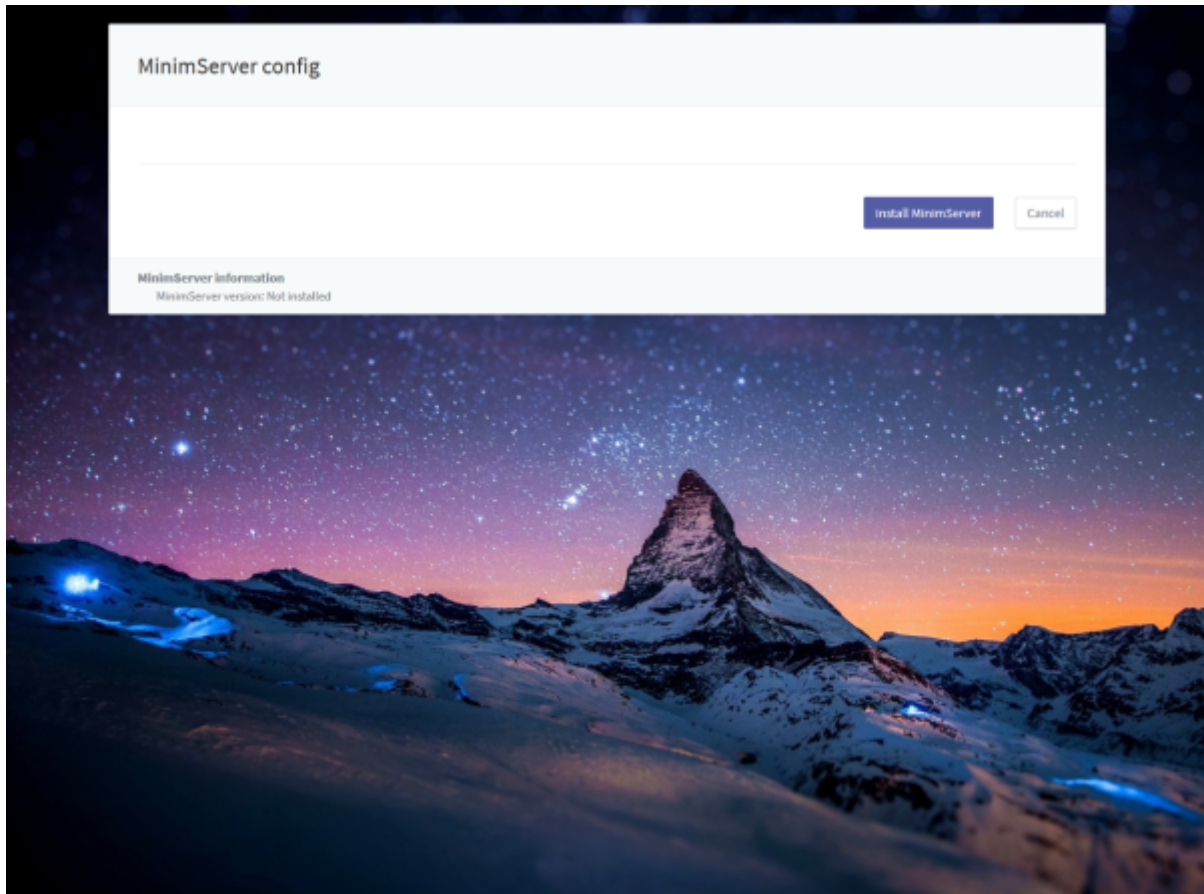 MinimServer config
Install MinimServer
Cancel
MinimServer information
MinimServer version: Not installed